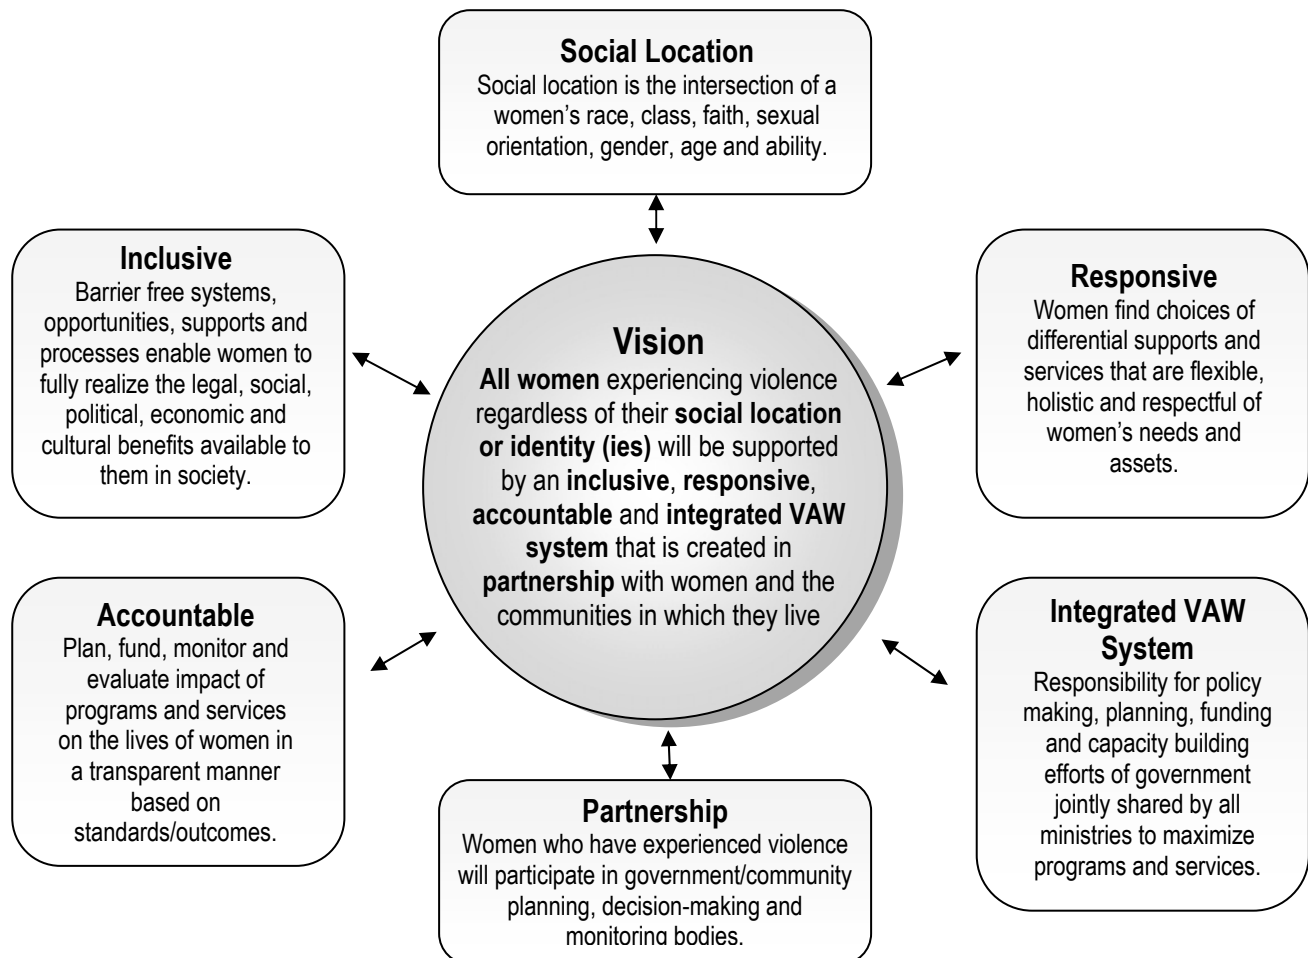 Social Location
Social location is the intersection of a
women’s race, class, faith, sexual
orientation, gender, age and ability.
Inclusive
Barrier free systems,
opportunities, supports and
processes enable women to
fully realize the legal, social,
political, economic and
cultural benefits available to
them in society.
Vision
All women experiencing violence
regardless of their social location
or identity (ies) will be supported
by an inclusive, responsive,
accountable and integrated VAW
system that is created in
partnership with women and the
communities in which they live
Responsive
Women find choices of
differential supports and
services that are flexible,
holistic and respectful of
women’s needs and
assets.
Accountable
Plan, fund, monitor and
evaluate impact of
programs and services
on the lives of women in
a transparent manner
based on
standards/outcomes.
Partnership
Women who have experienced violence
will participate in government/community
planning, decision-making and
monitoring bodies.
Integrated VAW
System
Responsibility for policy
making, planning, funding
and capacity building
efforts of government
jointly shared by all
ministries to maximize
programs and services.